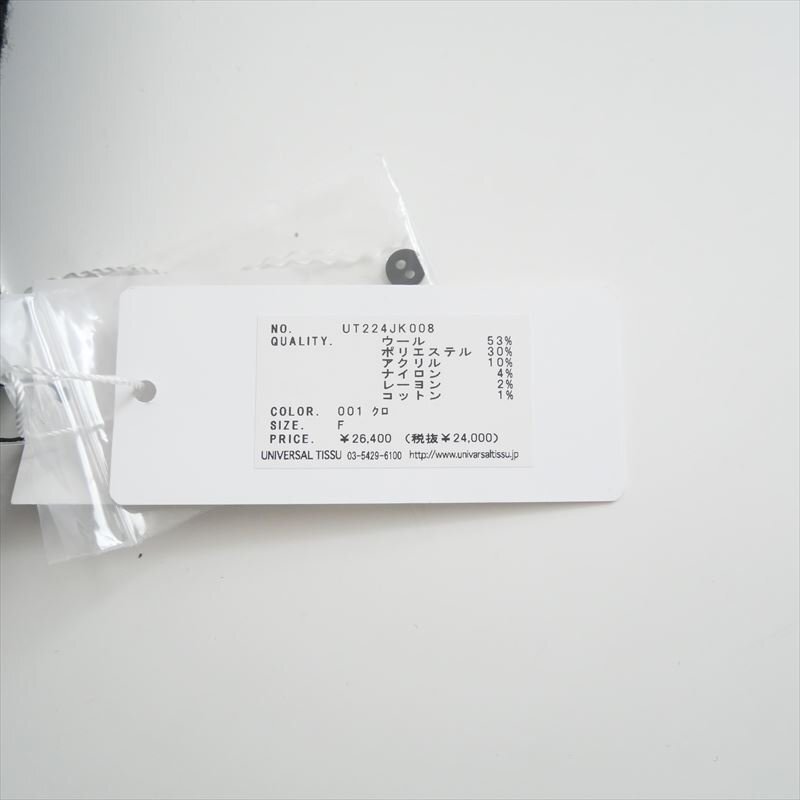 NO. UT224JK008
QUALITY. ウール 53%
ポリエステル 30%
アクリル 10%
ナイロン 4%
レーヨン 2%
コットン 1%
COLOR. 001 ｸﾛ
SIZE. F
PRICE. ￥26,400 (税抜￥24,000)
UNIVERSAL TISSU 03-5429-6100 http://www.univarsaltissu.jp